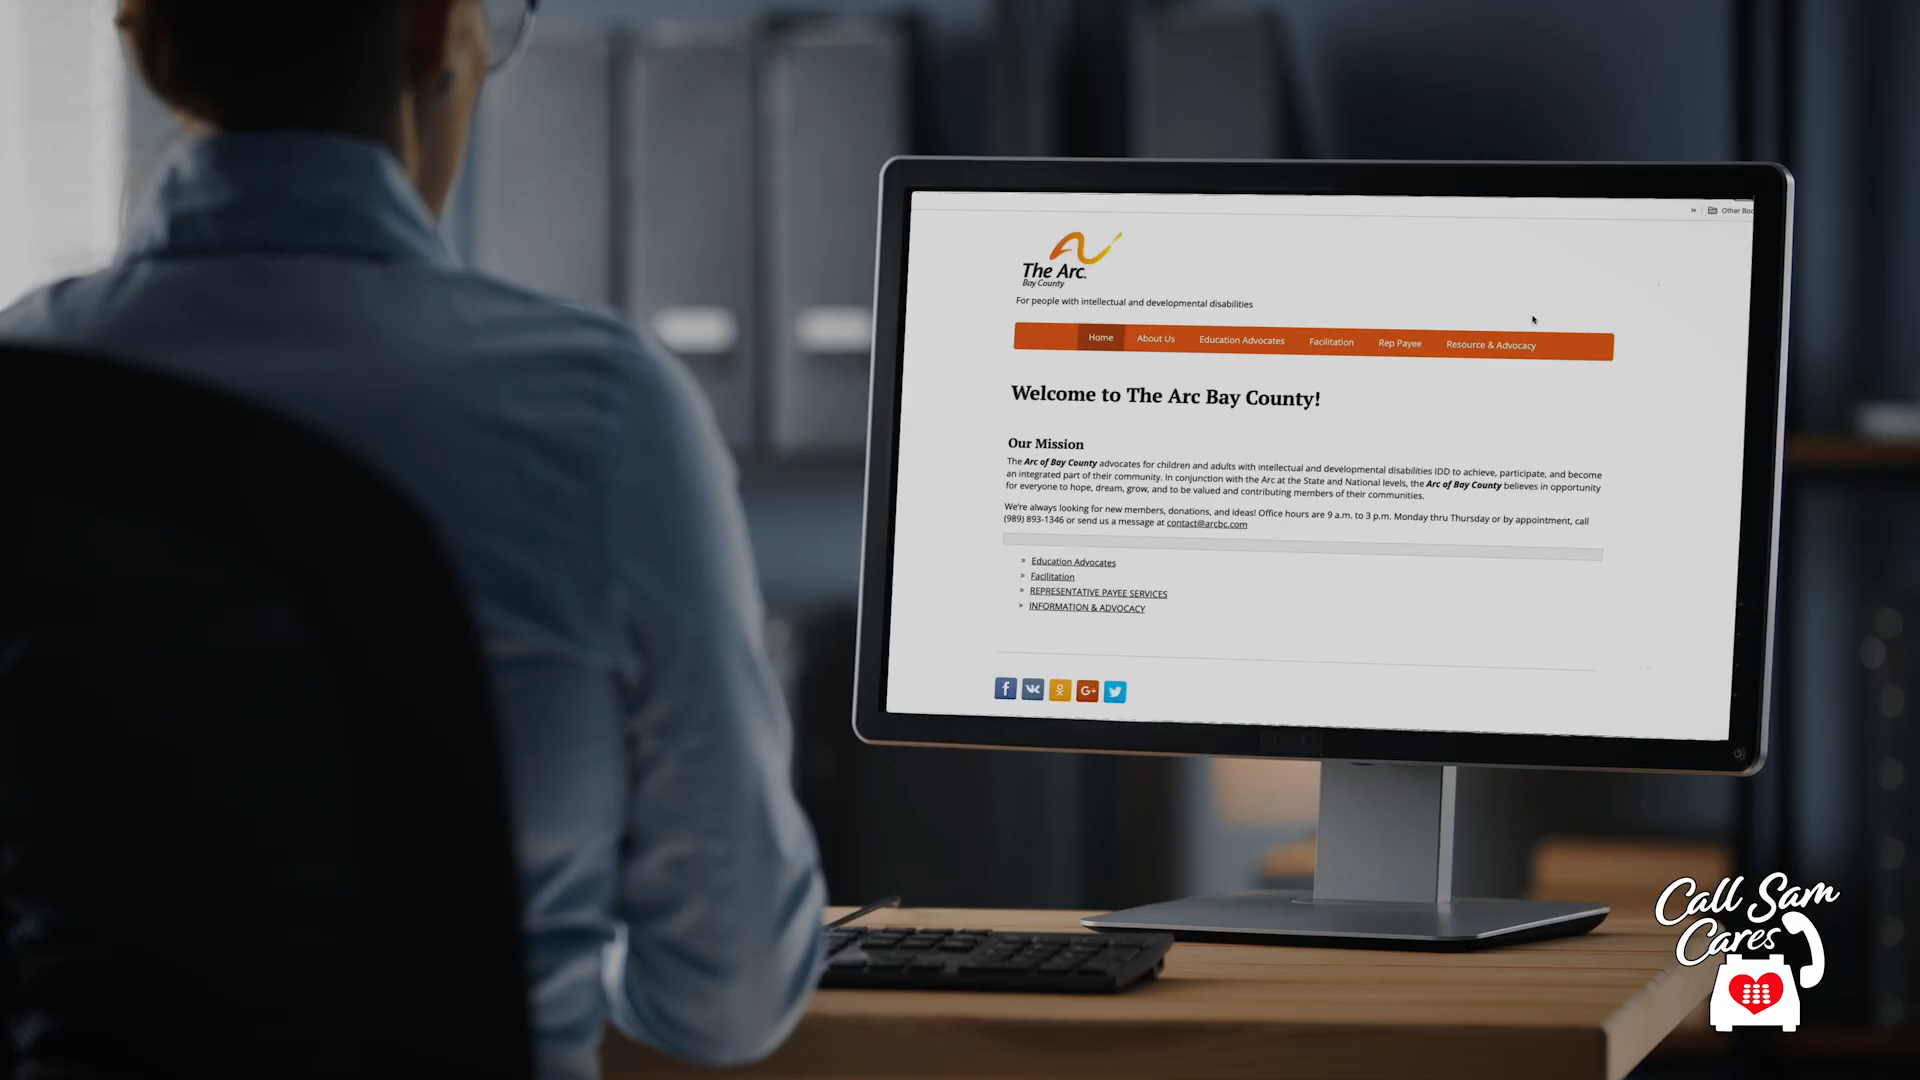 Other Boo
The Arc.
Bay County
For people with intellectual and developmental disabilities
Home About Us Education Advocates Facilitation Rep Payee Resource & Advocacy
Welcome to The Arc Bay County!
Our Mission
The Arc of Bay County advocates for children and adults with intellectual and developmental disabilities IDD to achieve, participate, and become
an integrated part of their community. In conjunction with the Arc at the State and National levels, the Arc of Bay County believes in opportunity
for everyone to hope, dream, grow, and to be valued and contributing members of their communities.
We're always looking for new members, donations, and ideas! Office hours are 9 a.m. to 3 p.m. Monday thru Thursday or by appointment, call
(989) 893-1346 or send us a message at contact@arcbc.com
» Education Advocates
» Facilitation
» REPRESENTATIVE PAYEE SERVICES
» INFORMATION & ADVOCACY
Call Sam
Cares